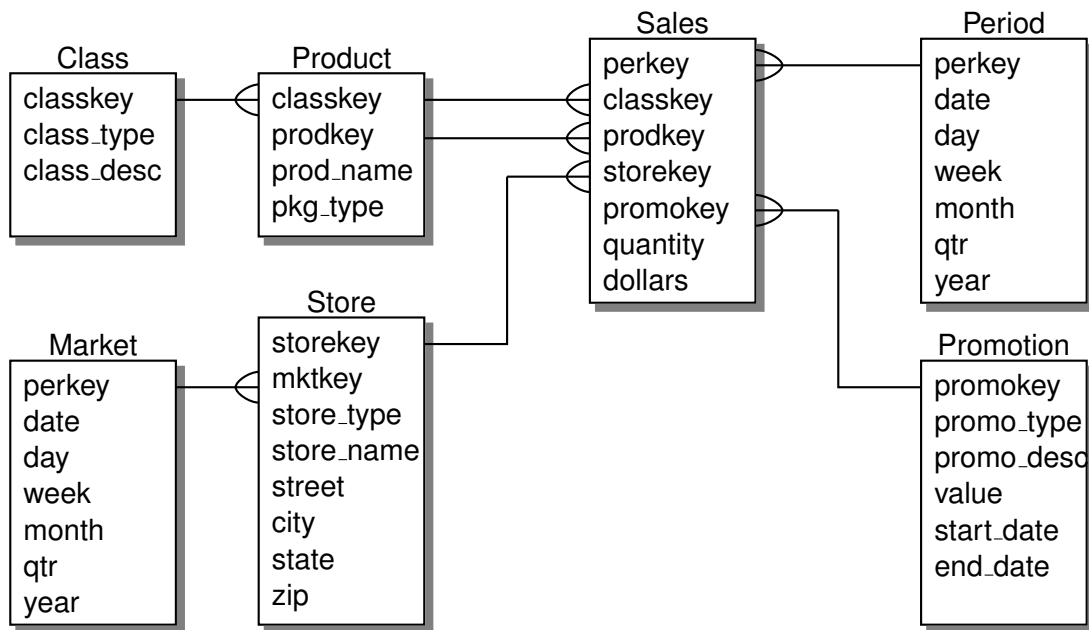 Class
classkey
class_type
class_desc
Product
classkey
prodkey
prod_name
pkg_type
Sales
perkey
classkey
prodkey
storekey
promokey
quantity
dollars
Period
perkey
date
day
week
month
qtr
year
Market
perkey
date
day
week
month
qtr
year
Store
storekey
mktkey
store_type
store_name
street
city
state
zip
Promotion
promokey
promo_type
promo_desc
value
start_date
end_date